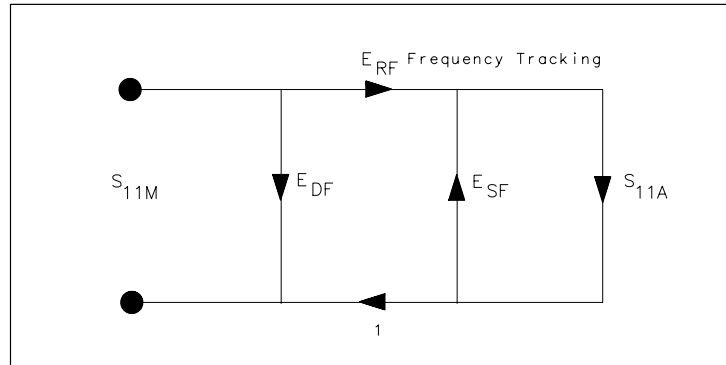 E_RF Frequency Tracking
S_11M
E_DF
E_SF
S_11A
1